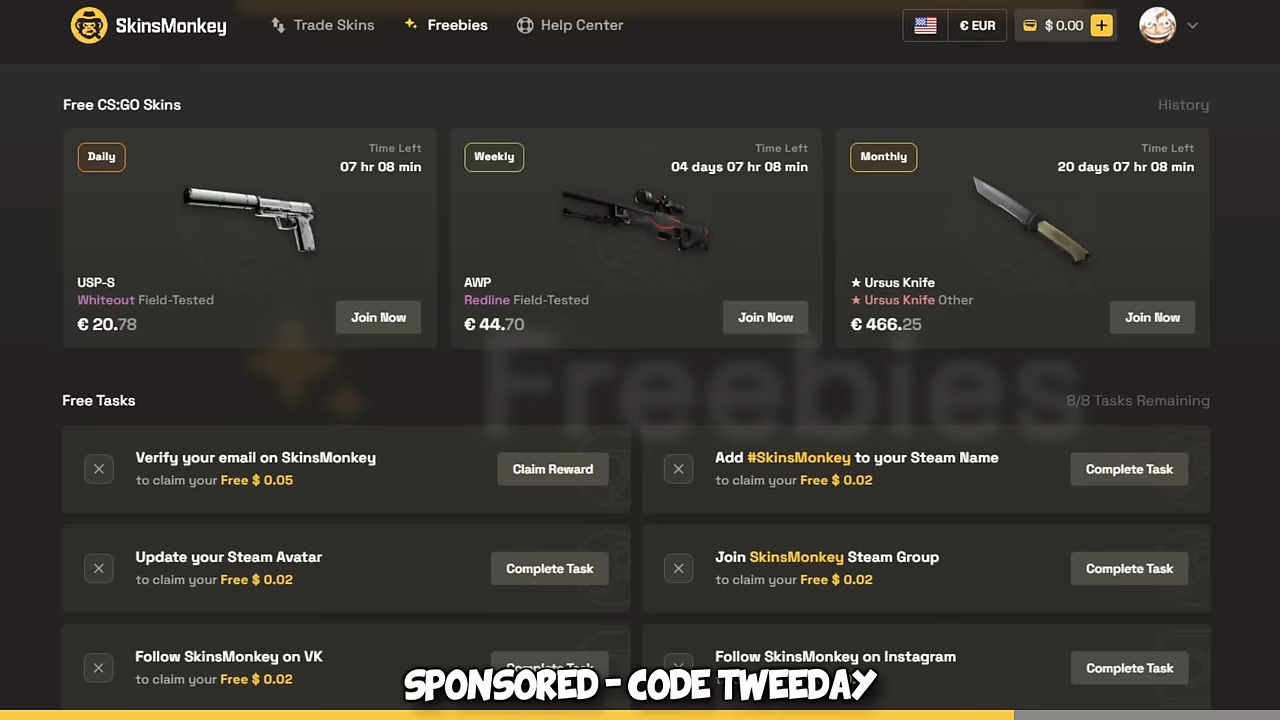 SkinsMonkey
Trade Skins
Freebies
Help Center
€ EUR
$ 0.00
Free CS:GO Skins
History
Daily
Time Left
07 hr 08 min
USP-S
Whiteout Field-Tested
€ 20.78
Join Now
Weekly
Time Left
04 days 07 hr 08 min
AWP
Redline Field-Tested
€ 44.70
Join Now
Monthly
Time Left
20 days 07 hr 08 min
★ Ursus Knife
★ Ursus Knife Other
€ 466.25
Join Now
Freebies
Free Tasks
8/8 Tasks Remaining
Verify your email on SkinsMonkey
to claim your Free $ 0.05
Claim Reward
Add #SkinsMonkey to your Steam Name
to claim your Free $ 0.02
Complete Task
Update your Steam Avatar
to claim your Free $ 0.02
Complete Task
Join SkinsMonkey Steam Group
to claim your Free $ 0.02
Complete Task
Follow SkinsMonkey on VK
to claim your Free $ 0.02
Complete Task
Follow SkinsMonkey on Instagram
Complete Task
SPONSORED - CODE TWEEDAY